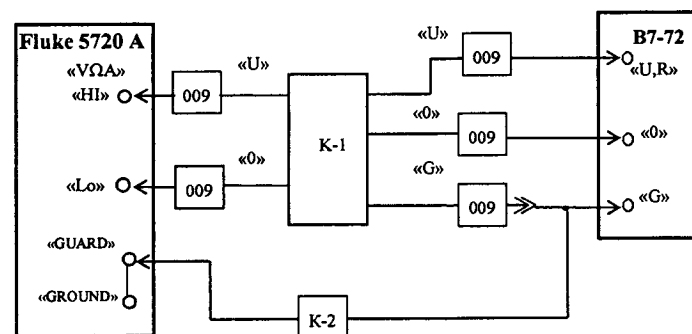 Fluke 5720 A
B7-72
«VΩA»
«HI»
009
«U»
«U»
009
«U,R»
K-1
«0»
009
«0»
«Lo»
009
«0»
«G»
009
«G»
«GUARD»
«GROUND»
K-2